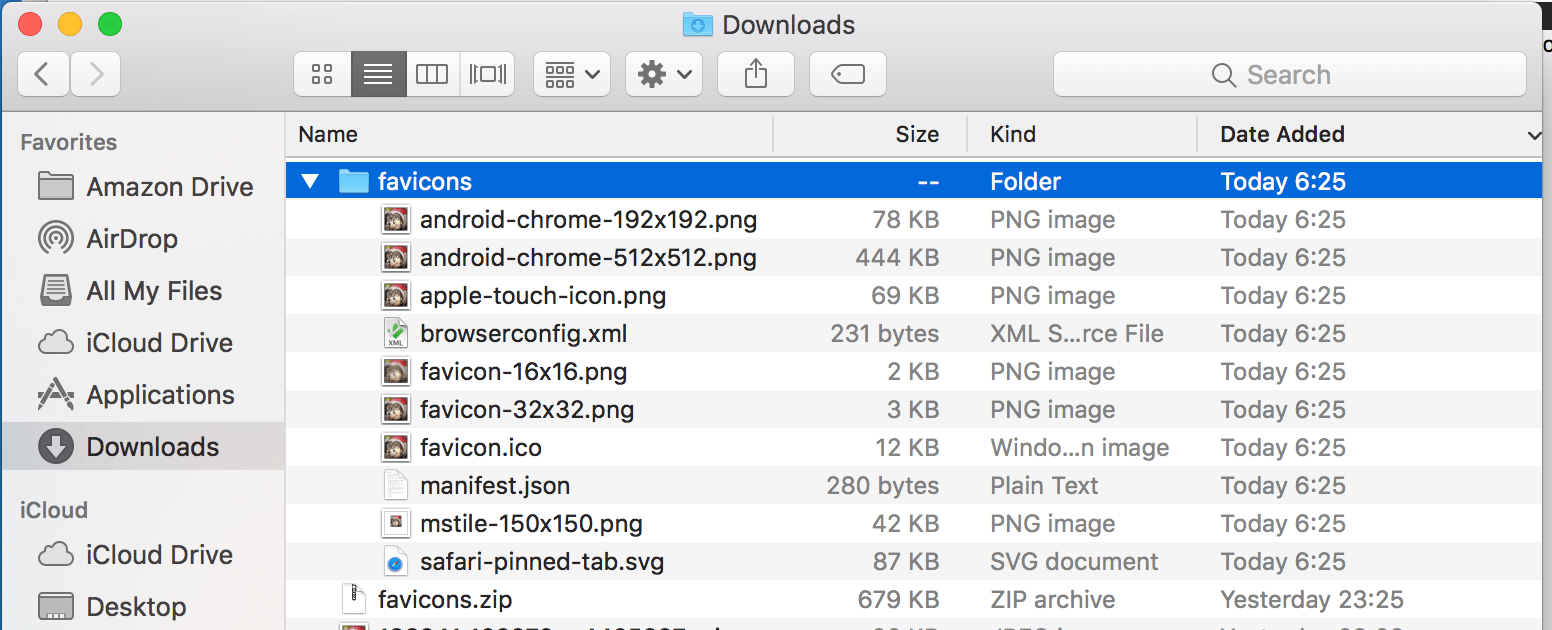 Downloads
Search
Favorites
Amazon Drive
AirDrop
All My Files
iCloud Drive
Applications
Downloads
iCloud
iCloud Drive
Desktop
Name Size Kind Date Added
favicons -- Folder Today 6:25
android-chrome-192x192.png 78 KB PNG image Today 6:25
android-chrome-512x512.png 444 KB PNG image Today 6:25
apple-touch-icon.png 69 KB PNG image Today 6:25
browserconfig.xml 231 bytes XML S...rce File Today 6:25
favicon-16x16.png 2 KB PNG image Today 6:25
favicon-32x32.png 3 KB PNG image Today 6:25
favicon.ico 12 KB Windo...n image Today 6:25
manifest.json 280 bytes Plain Text Today 6:25
mstile-150x150.png 42 KB PNG image Today 6:25
safari-pinned-tab.svg 87 KB SVG document Today 6:25
favicons.zip 679 KB ZIP archive Yesterday 23:25